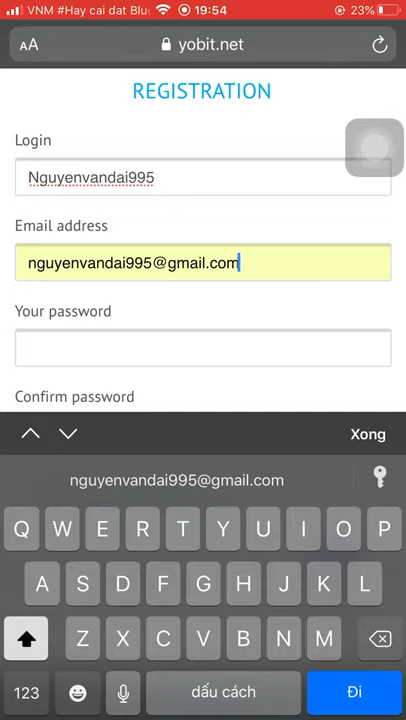 VNM #Hay cai dat Blu 19:54 23%
AA yobit.net
REGISTRATION
Login
Nguyenvandai995
Email address
nguyenvandai995@gmail.com
Your password
Confirm password
Xong
nguyenvandai995@gmail.com
Q W E R T Y U I O P
A S D F G H J K L
Z X C V B N M
123 dấu cách Đi